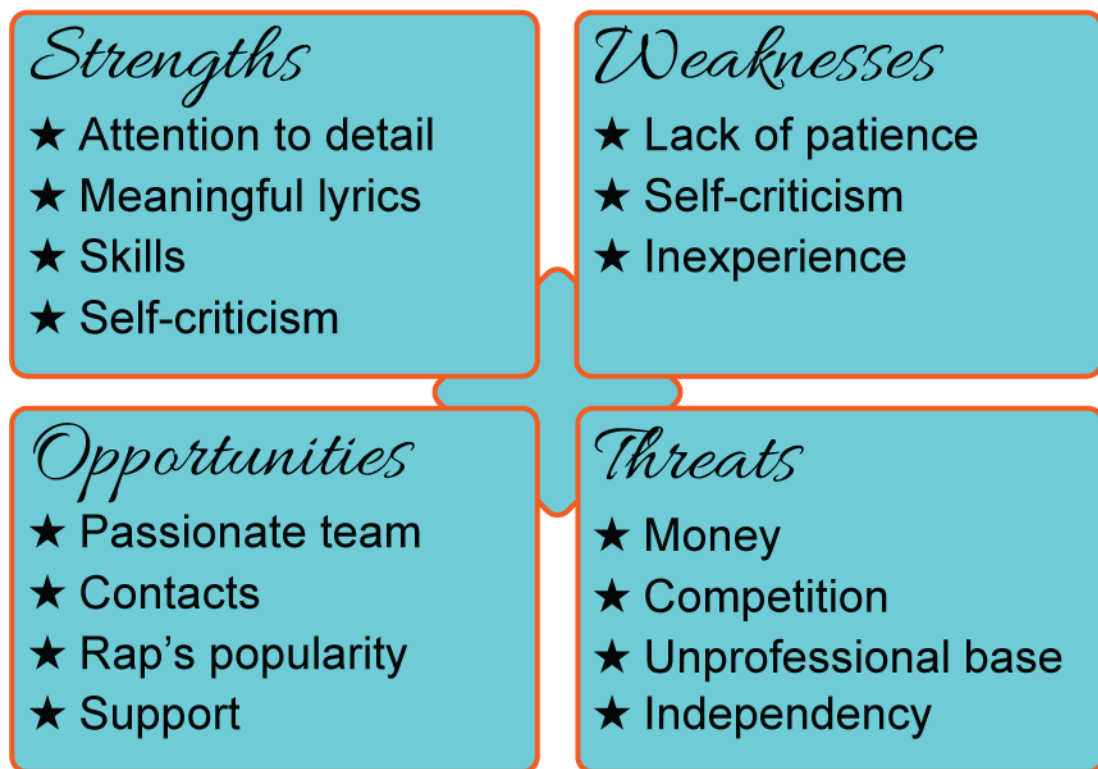 Strengths
★ Attention to detail
★ Meaningful lyrics
★ Skills
★ Self-criticism
Weaknesses
★ Lack of patience
★ Self-criticism
★ Inexperience
Opportunities
★ Passionate team
★ Contacts
★ Rap’s popularity
★ Support
Threats
★ Money
★ Competition
★ Unprofessional base
★ Independency